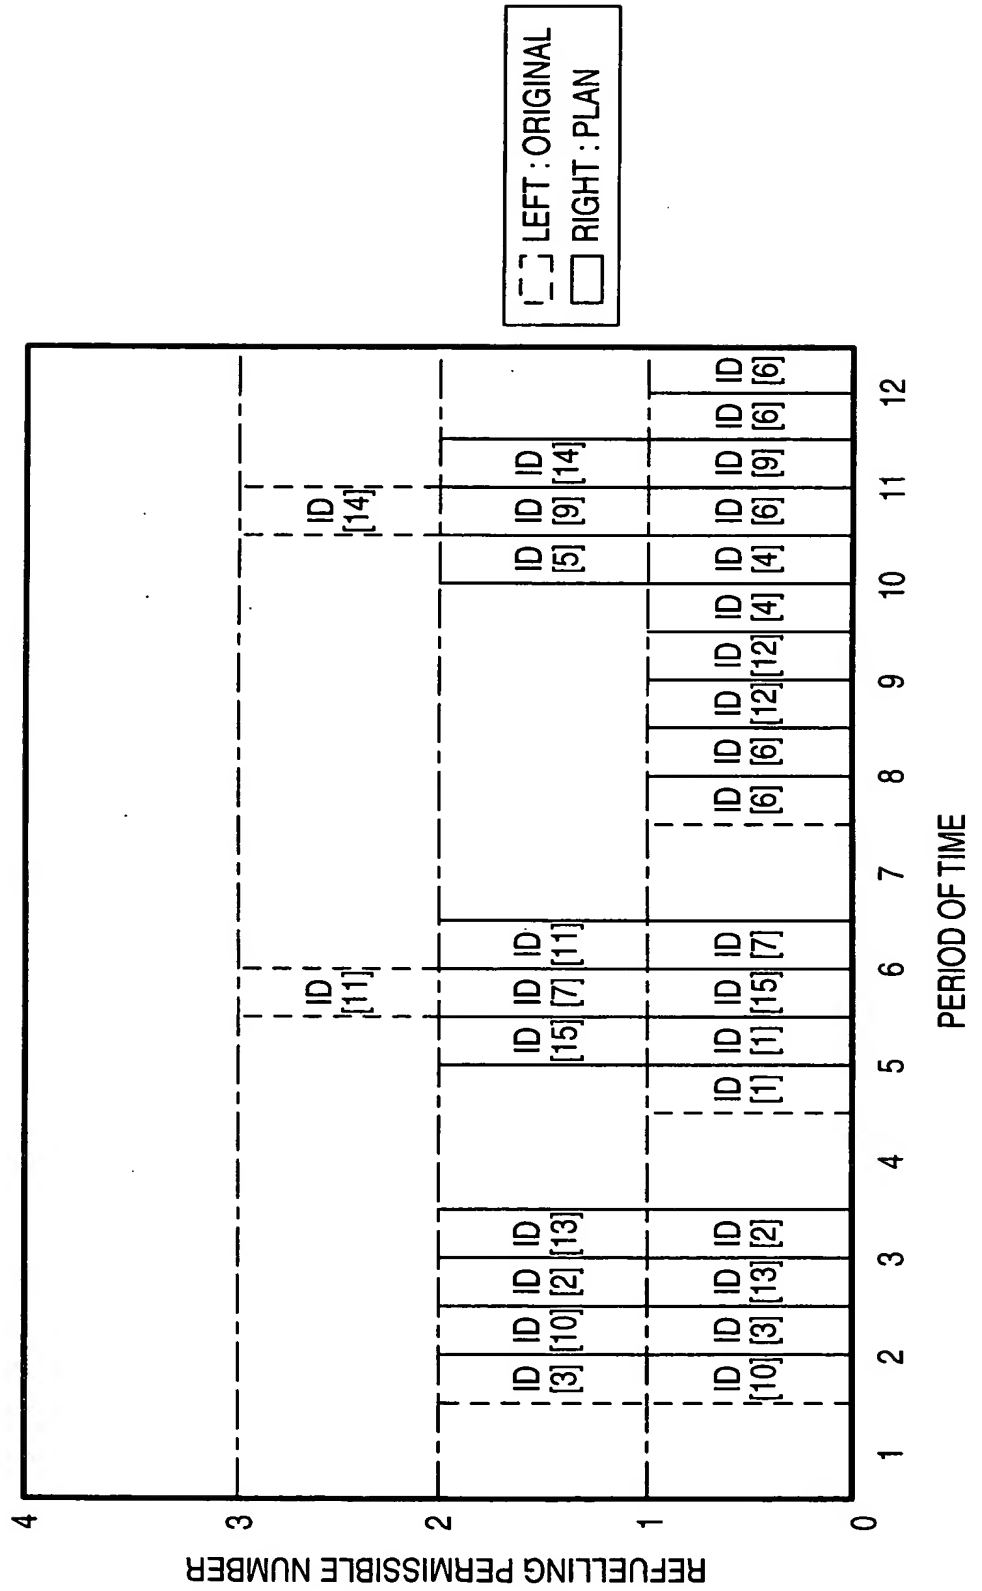 REFUELLING PERMISSIBLE NUMBER
4
3
ID ID
[11] [14]
2
ID ID ID ID ID ID ID ID ID ID
[3] [10] [2] [13] [15] [7] [11] [5] [9] [14]
1
ID ID ID ID ID ID ID ID ID ID ID ID ID ID ID ID ID ID
[10] [3] [13] [2] [1] [1] [15] [7] [6] [6] [12] [12] [4] [4] [6] [9] [6] [6]
0
1 2 3 4 5 6 7 8 9 10 11 12
PERIOD OF TIME
LEFT : ORIGINAL
RIGHT : PLAN